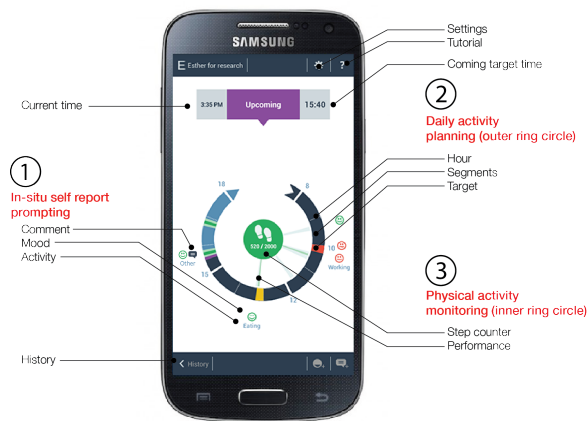 Settings
SAMSUNG
Tutorial
E Esther for research
?
Coming target time
Current time
3:35 PM
Upcoming
15:40
2
Daily activity
planning (outer ring circle)
1
In-situ self report
prompting
18
8
Hour
Segments
Target
Comment
Mood
Activity
520 / 2000
10
Other
Working
15
12
3
Physical activity
monitoring (inner ring circle)
Eating
Step counter
Performance
History
< History